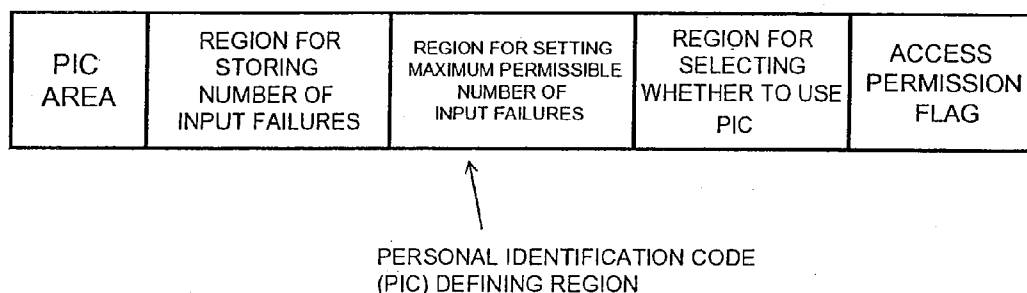 PIC
AREA
REGION FOR
STORING
NUMBER OF
INPUT FAILURES
REGION FOR SETTING
MAXIMUM PERMISSIBLE
NUMBER OF
INPUT FAILURES
REGION FOR
SELECTING
WHETHER TO USE
PIC
ACCESS
PERMISSION
FLAG
PERSONAL IDENTIFICATION CODE
(PIC) DEFINING REGION